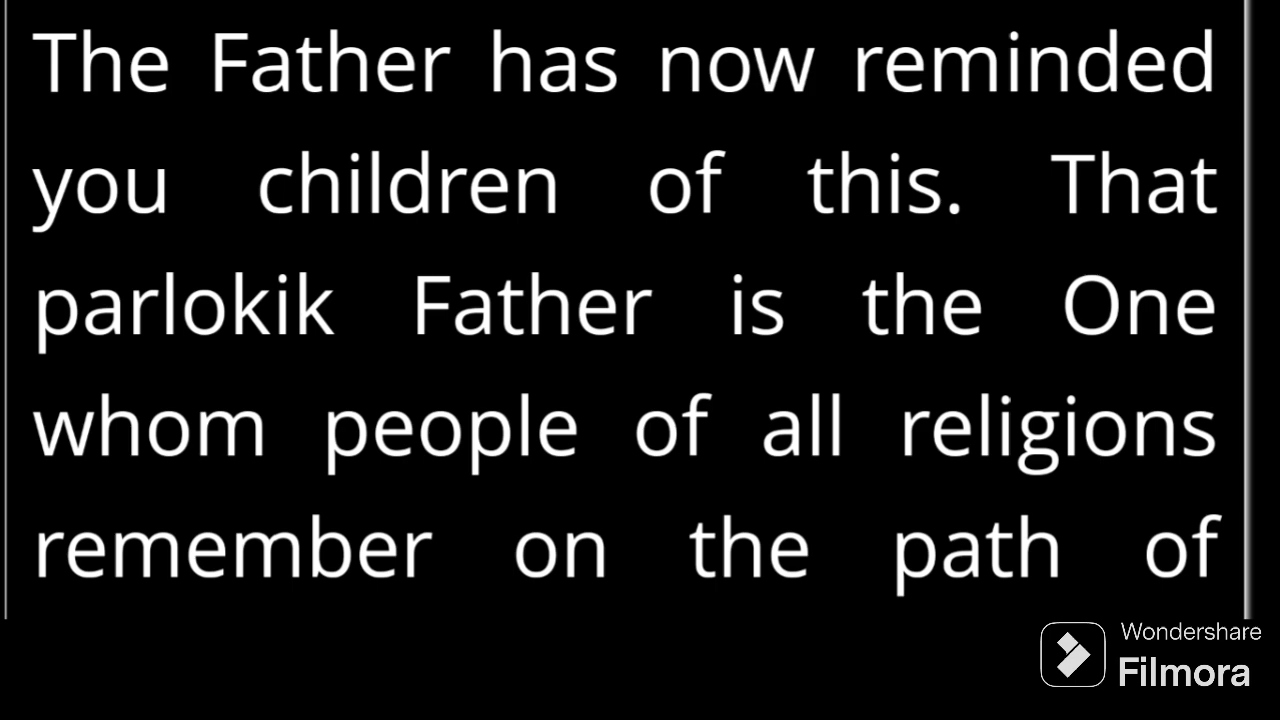 The Father has now reminded
you children of this. That
parlokik Father is the One
whom people of all religions
remember on the path of
Wondershare
Filmora